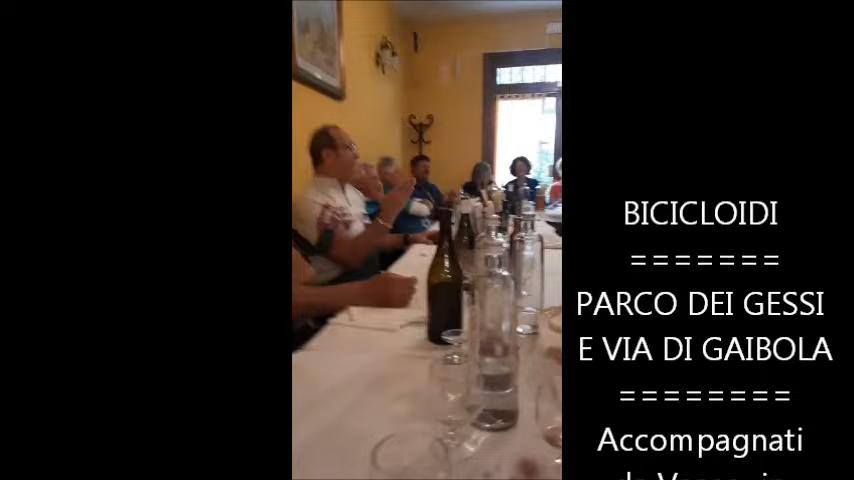 BICICLOIDI
=======
PARCO DEI GESSI
E VIA DI GAIBOLA
========
Accompagnati